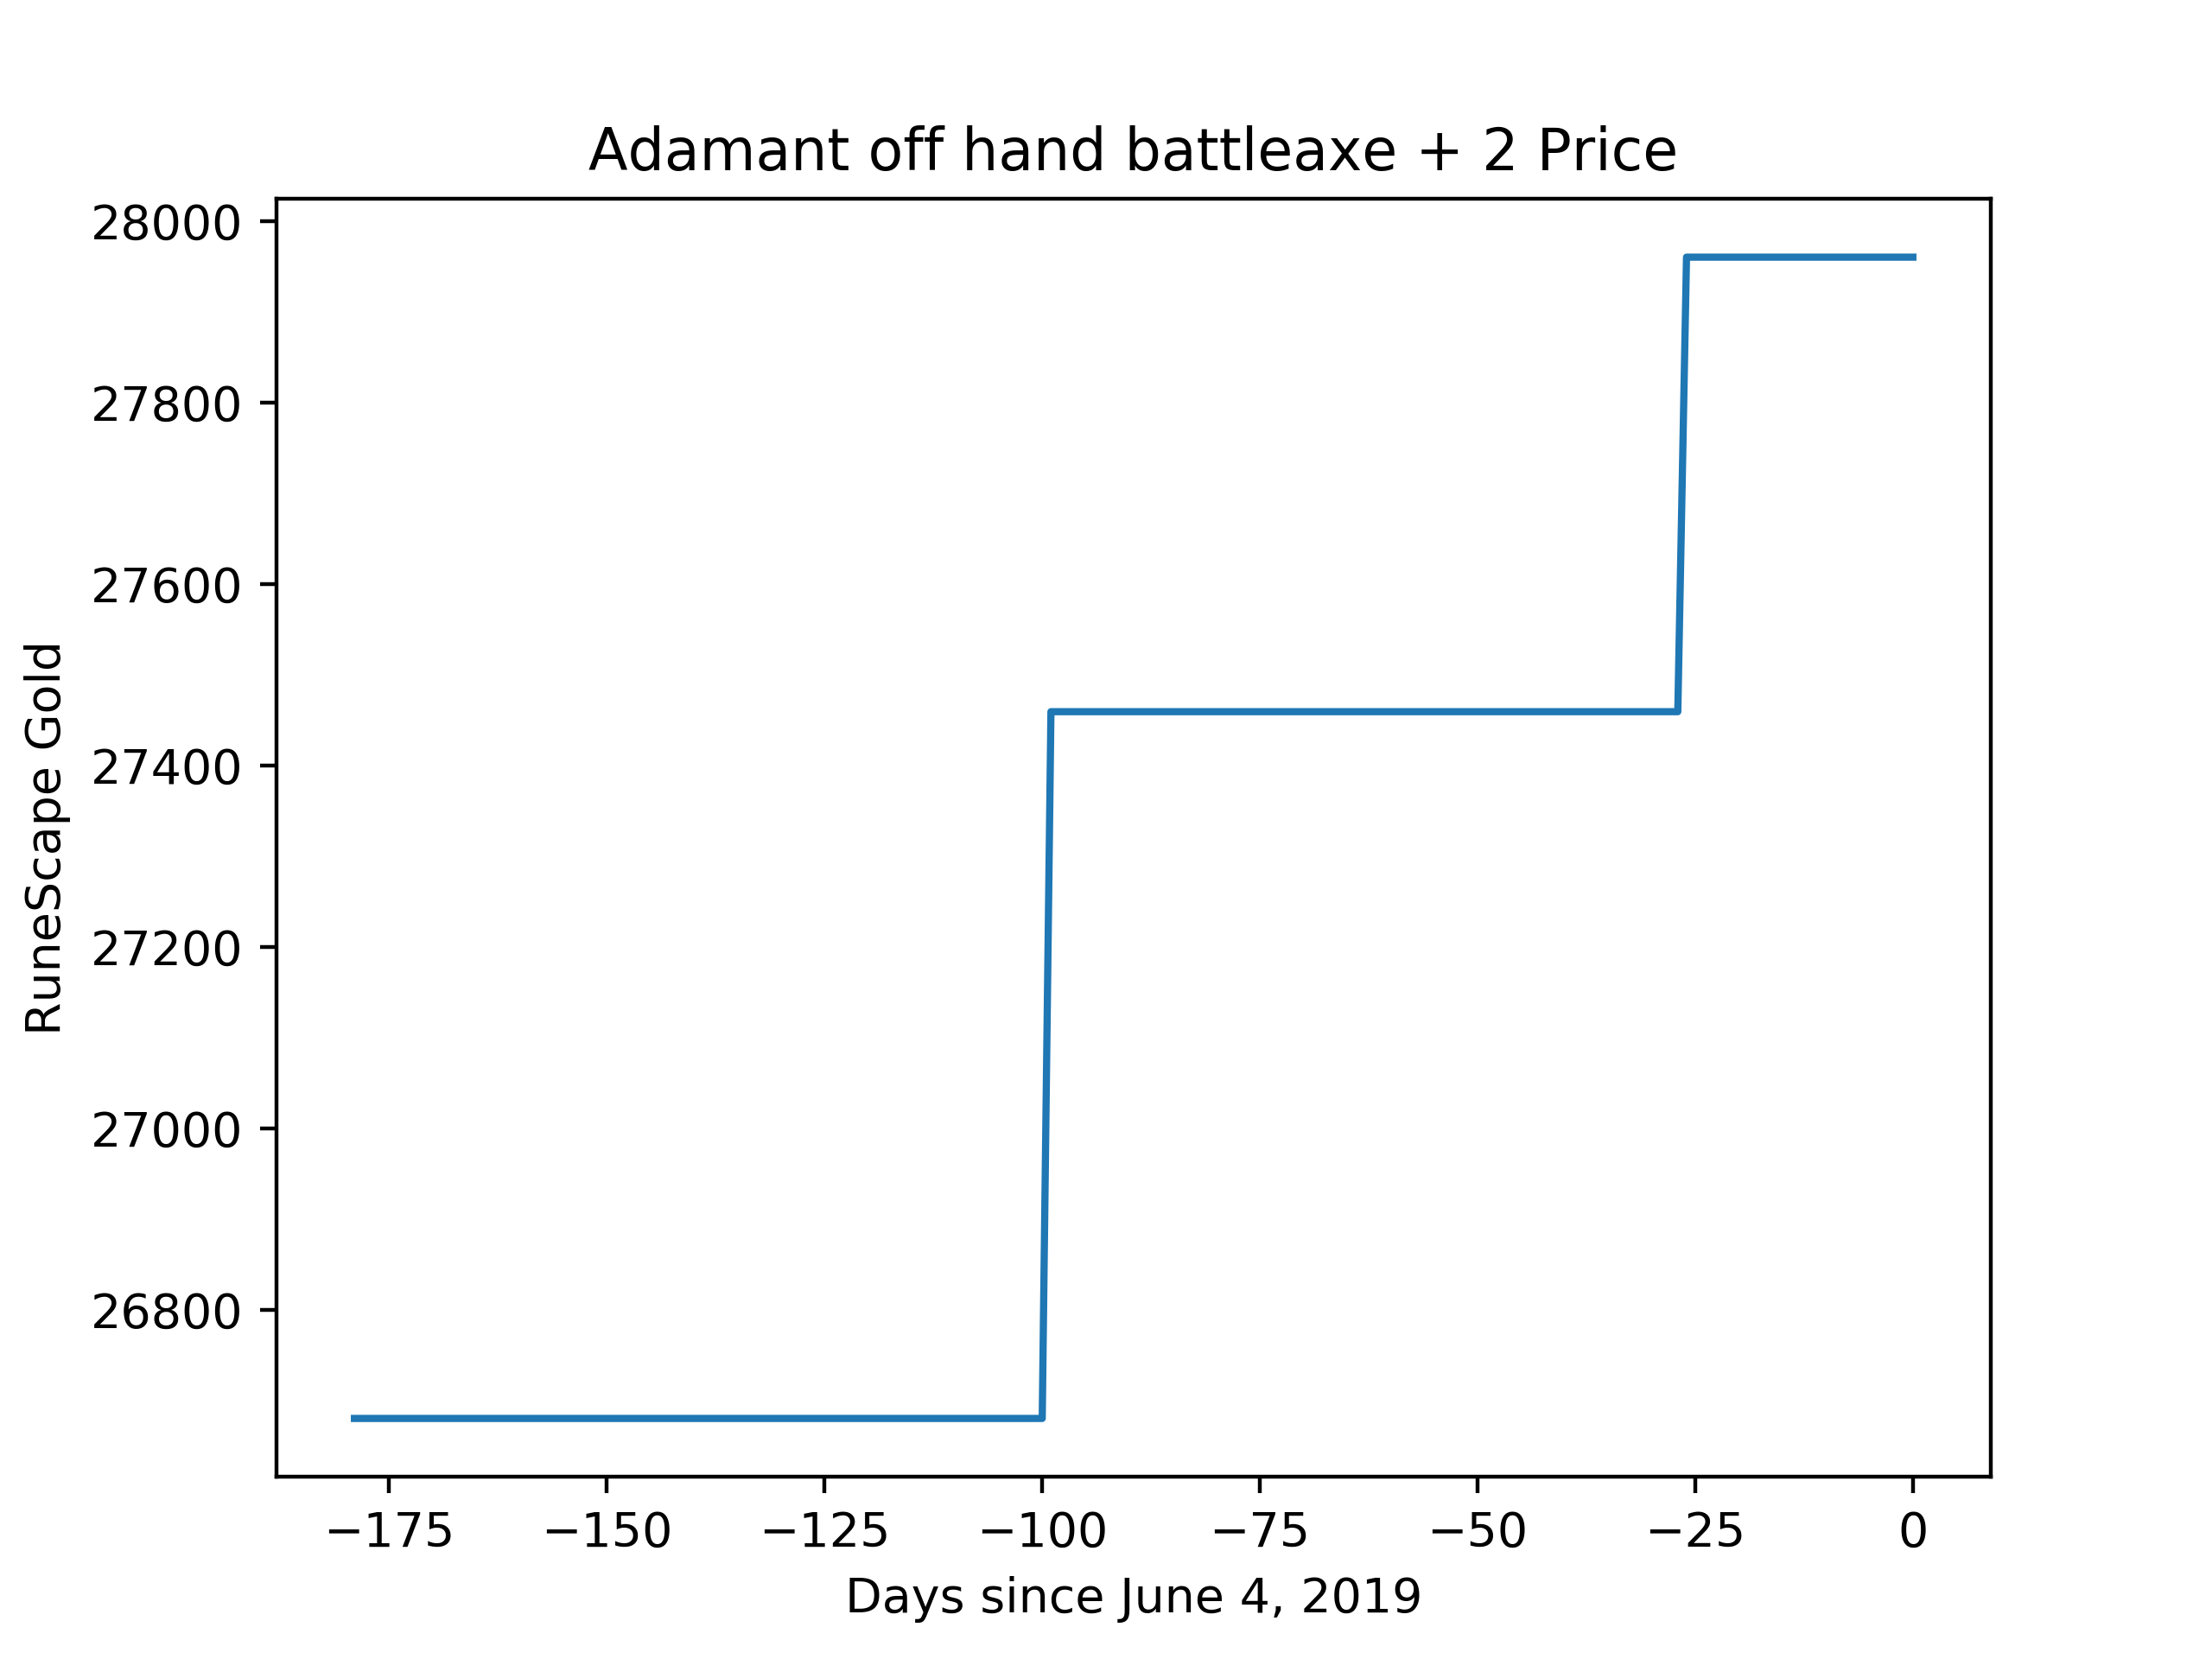 Adamant off hand battleaxe + 2 Price
28000
27800
27600
27400
27200
27000
26800
RuneScape Gold
−175 −150 −125 −100 −75 −50 −25 0
Days since June 4, 2019